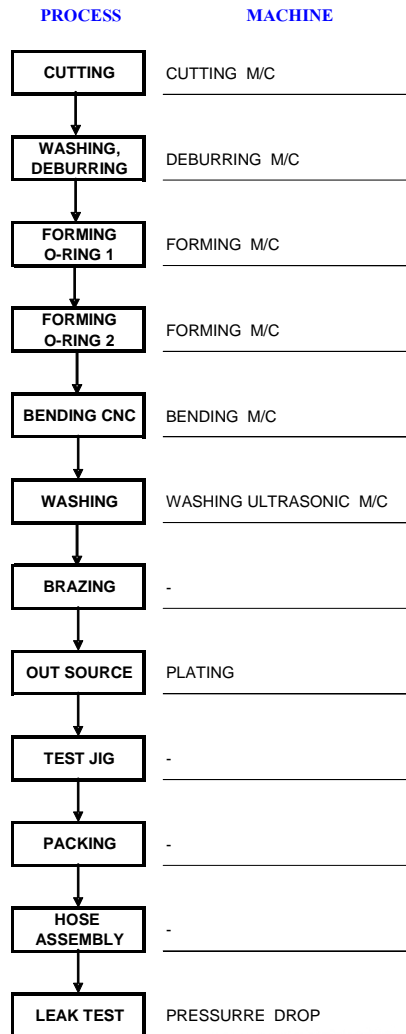 PROCESS MACHINE
CUTTING CUTTING M/C
WASHING,
DEBURRING DEBURRING M/C
FORMING
O-RING 1 FORMING M/C
FORMING
O-RING 2 FORMING M/C
BENDING CNC BENDING M/C
WASHING WASHING ULTRASONIC M/C
BRAZING -
OUT SOURCE PLATING
TEST JIG -
PACKING -
HOSE
ASSEMBLY -
LEAK TEST PRESSURRE DROP